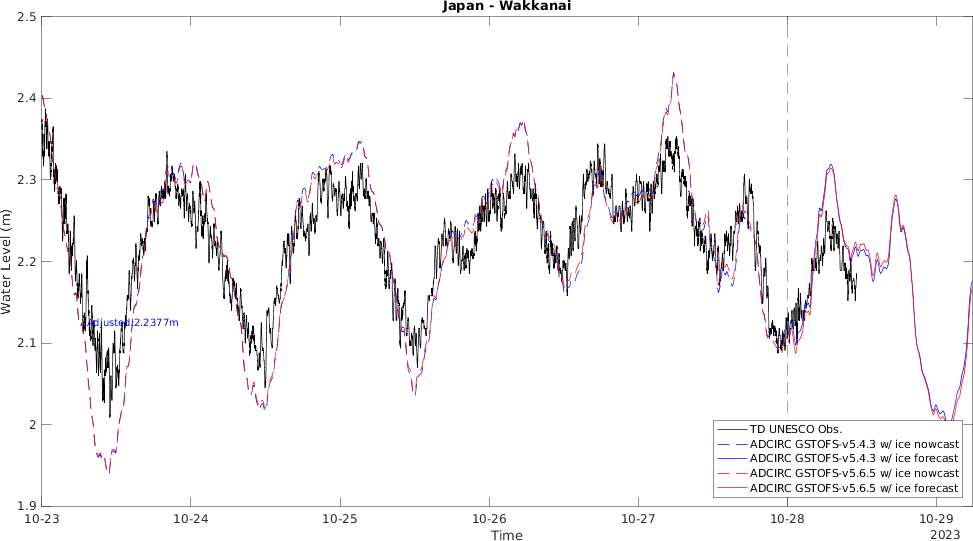 Japan - Wakkanai
2.5
2.4
2.3
2.2
2.1
2
1.9
Water Level (m)
Adjusted 2.2377m
TD UNESCO Obs.
ADCIRC GSTOFS-v5.4.3 w/ ice nowcast
ADCIRC GSTOFS-v5.4.3 w/ ice forecast
ADCIRC GSTOFS-v5.6.5 w/ ice nowcast
ADCIRC GSTOFS-v5.6.5 w/ ice forecast
10-23 10-24 10-25 10-26 10-27 10-28 10-29
Time 2023